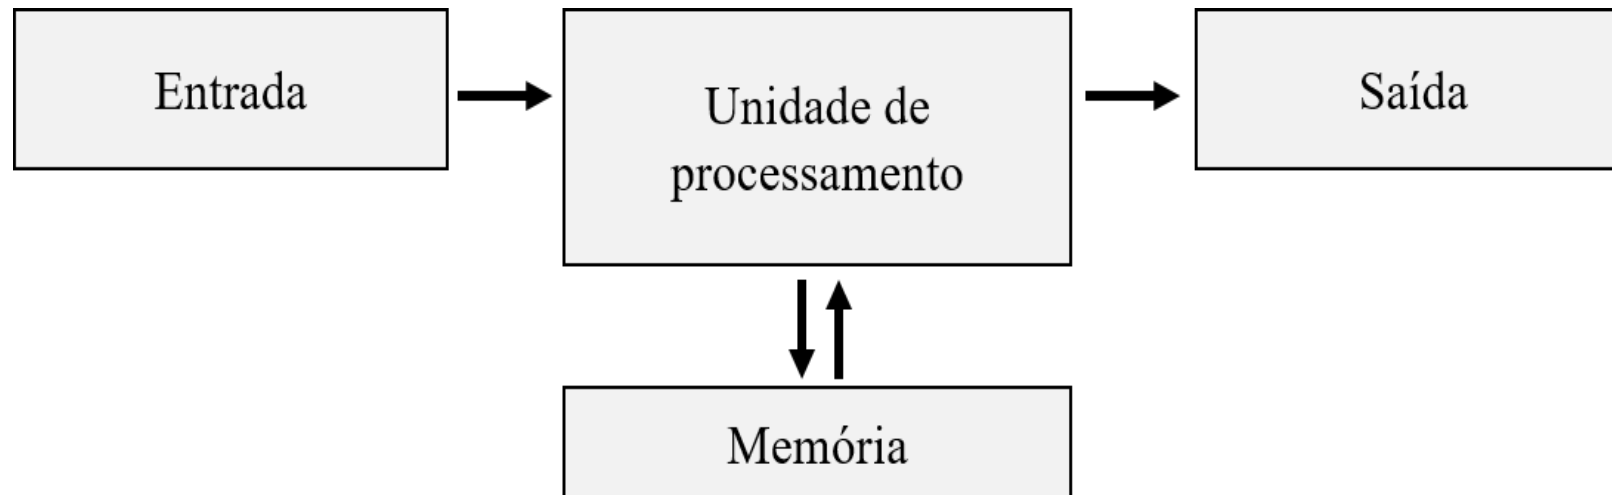 Entrada
Unidade de
processamento
Saída
Memória